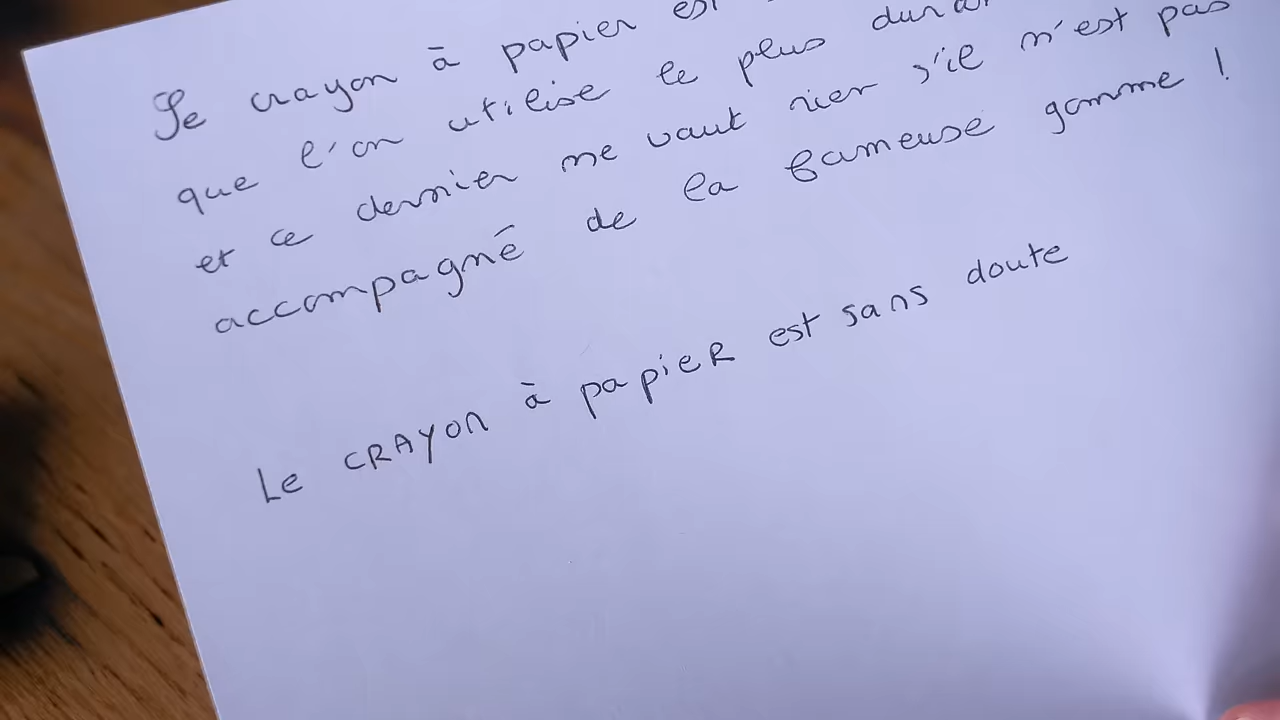 Le crayon à papier est
que l'on utilise le plus
et ce dernier ne vaut rien s'il n'est pas
accompagné de la fameuse gomme !
Le CRAYON à papieR est sans doute